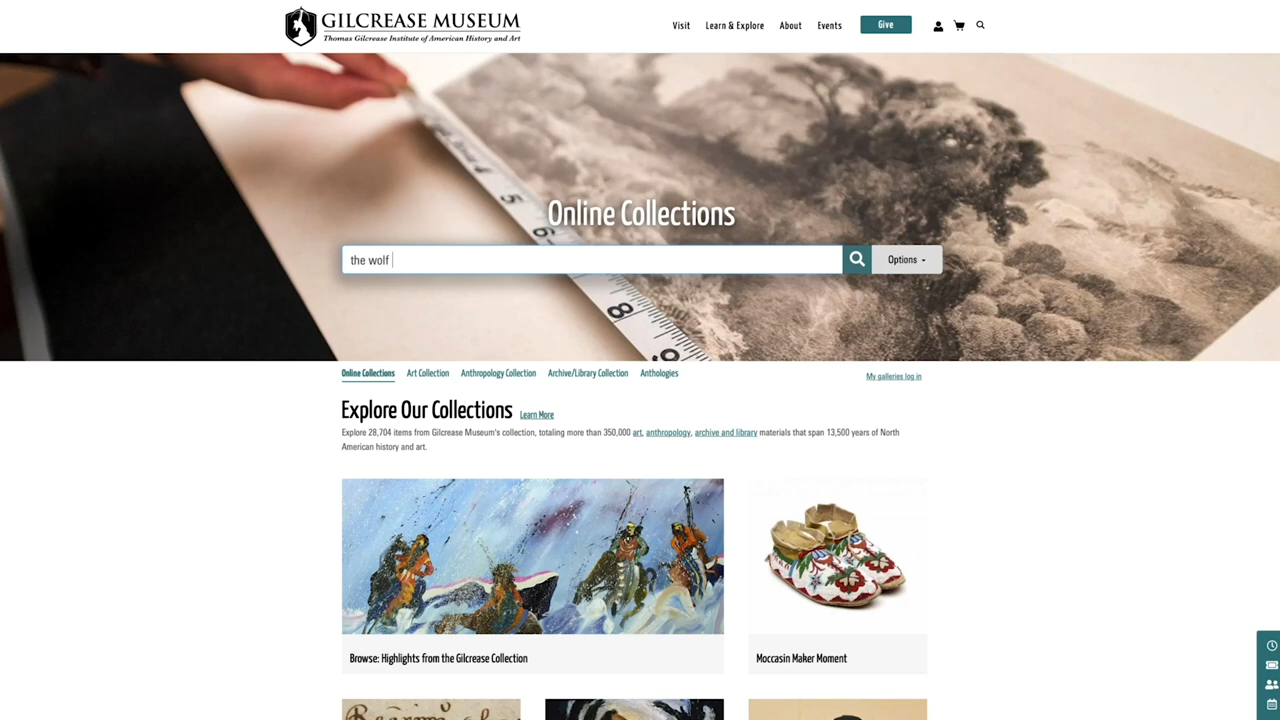 GILCREASE MUSEUM
Thomas Gilcrease Institute of American History and Art
Visit
Learn & Explore
About
Events
Give
5
6
8
9
Online Collections
the wolf
Options
Online Collections
Art Collection
Anthropology Collection
Archive/Library Collection
Anthologies
My galleries log in
Explore Our Collections
Learn More
Explore 28,704 items from Gilcrease Museum's collection, totaling more than 350,000 art, anthropology, archive and library materials that span 13,500 years of North
American history and art.
Browse: Highlights from the Gilcrease Collection
Moccasin Maker Moment